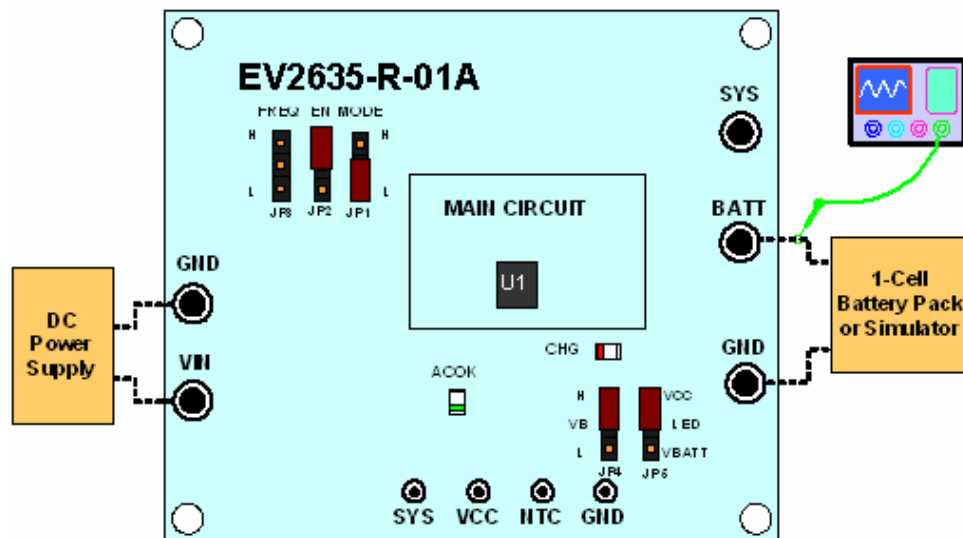 EV2635-R-01A
FREQ EN MODE
H H
L L
JP3 JP2 JP1
SYS
MAIN CIRCUIT
BATT
U1
GND
DC
Power
Supply
VIN
1-Cell
Battery Pack
or Simulator
CHG
GND
ACOK
H VCC
VB LED
L VBATT
JP4 JP5
SYS VCC NTC GND